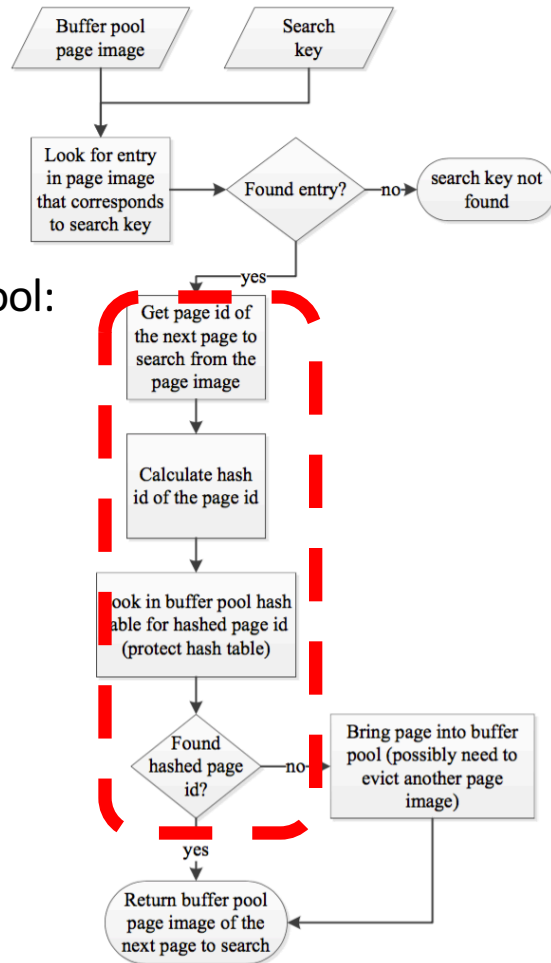 Buffer pool
page image
Search
key
Look for entry
in page image
that corresponds
to search key
Found entry?
no
search key not
found
yes
ool:
Get page id of
the next page to
search from the
page image
Calculate hash
id of the page id
ook in buffer pool hash
able for hashed page id
(protect hash table)
Found
hashed page
id?
no
Bring page into buffer
pool (possibly need to
evict another page
image)
yes
Return buffer pool
page image of the
next page to search